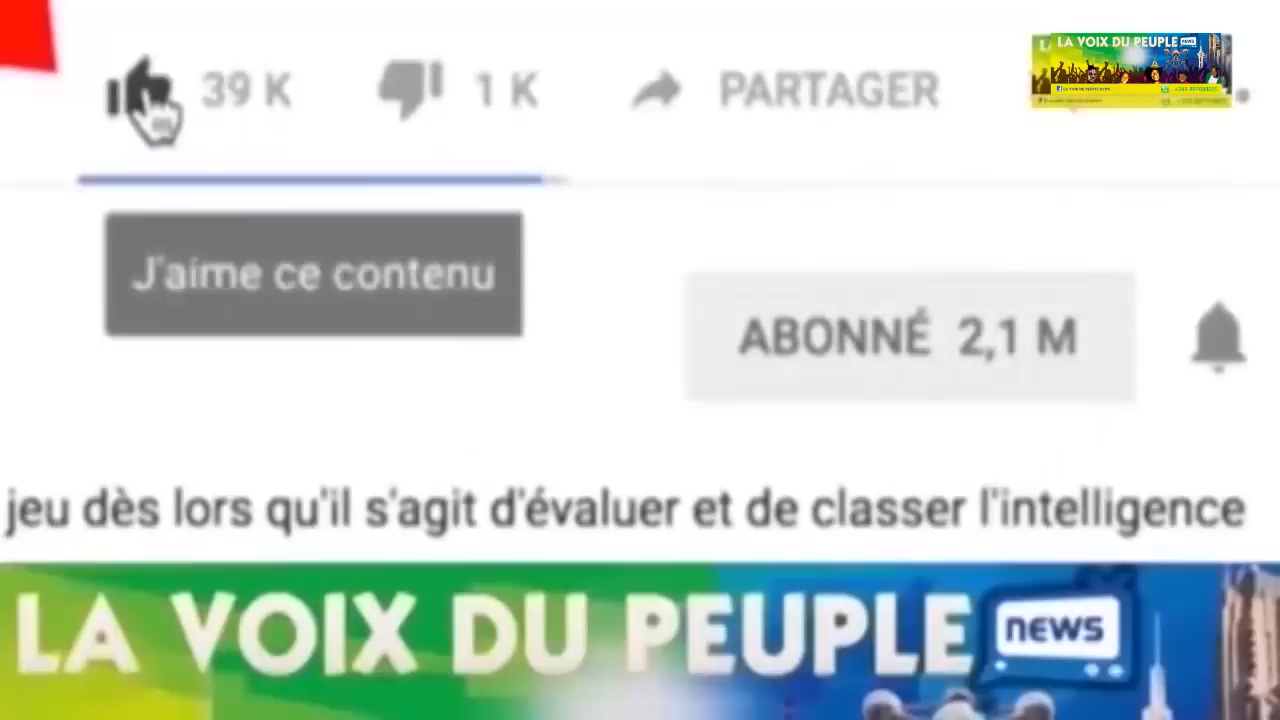 LA VOIX DU PEUPLE news
39 K 1 K PARTAGER
J'aime ce contenu
ABONNÉ 2,1 M
jeu dès lors qu'il s'agit d'évaluer et de classer l'intelligence
LA VOIX DU PEUPLE news